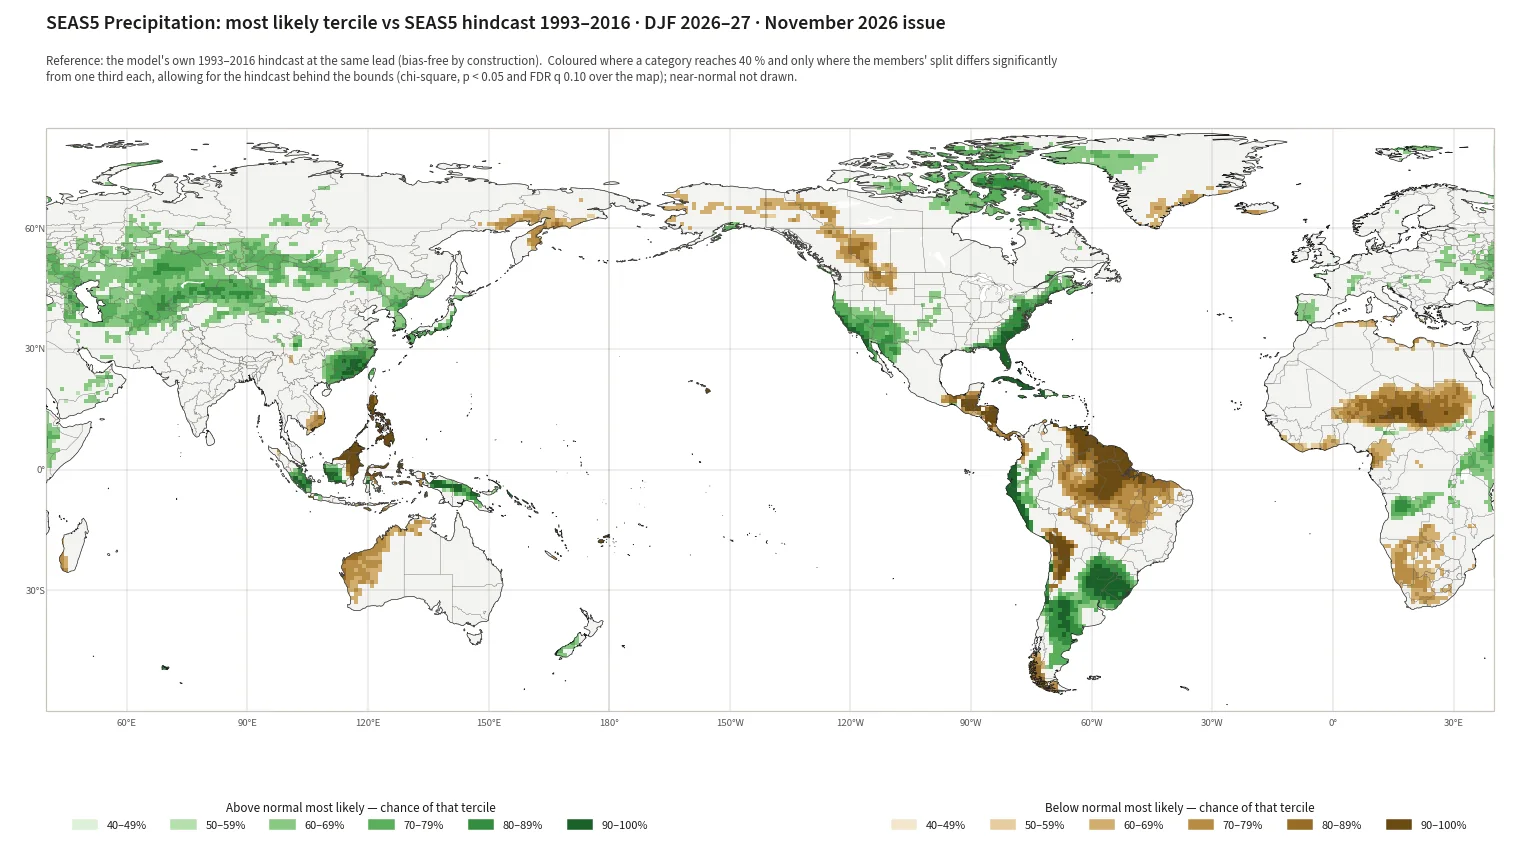 SEAS5 Precipitation: most likely tercile vs SEAS5 hindcast 1993–2016 · DJF 2026–27 · November 2026 issue
Reference: the model's own 1993–2016 hindcast at the same lead (bias-free by construction).  Coloured where a category reaches 40 % and only where the members' split differs significantly
from one third each, allowing for the hindcast behind the bounds (chi-square, p < 0.05 and FDR q 0.10 over the map); near-normal not drawn.
60°N
30°N
0°
30°S
60°E 90°E 120°E 150°E 180° 150°W 120°W 90°W 60°W 30°W 0° 30°E
Above normal most likely — chance of that tercile
40–49% 50–59% 60–69% 70–79% 80–89% 90–100%
Below normal most likely — chance of that tercile
40–49% 50–59% 60–69% 70–79% 80–89% 90–100%